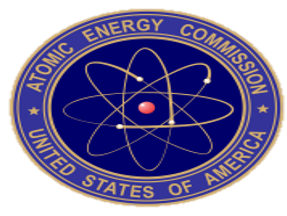 ATOMIC ENERGY COMMISSION
UNITED STATES OF AMERICA